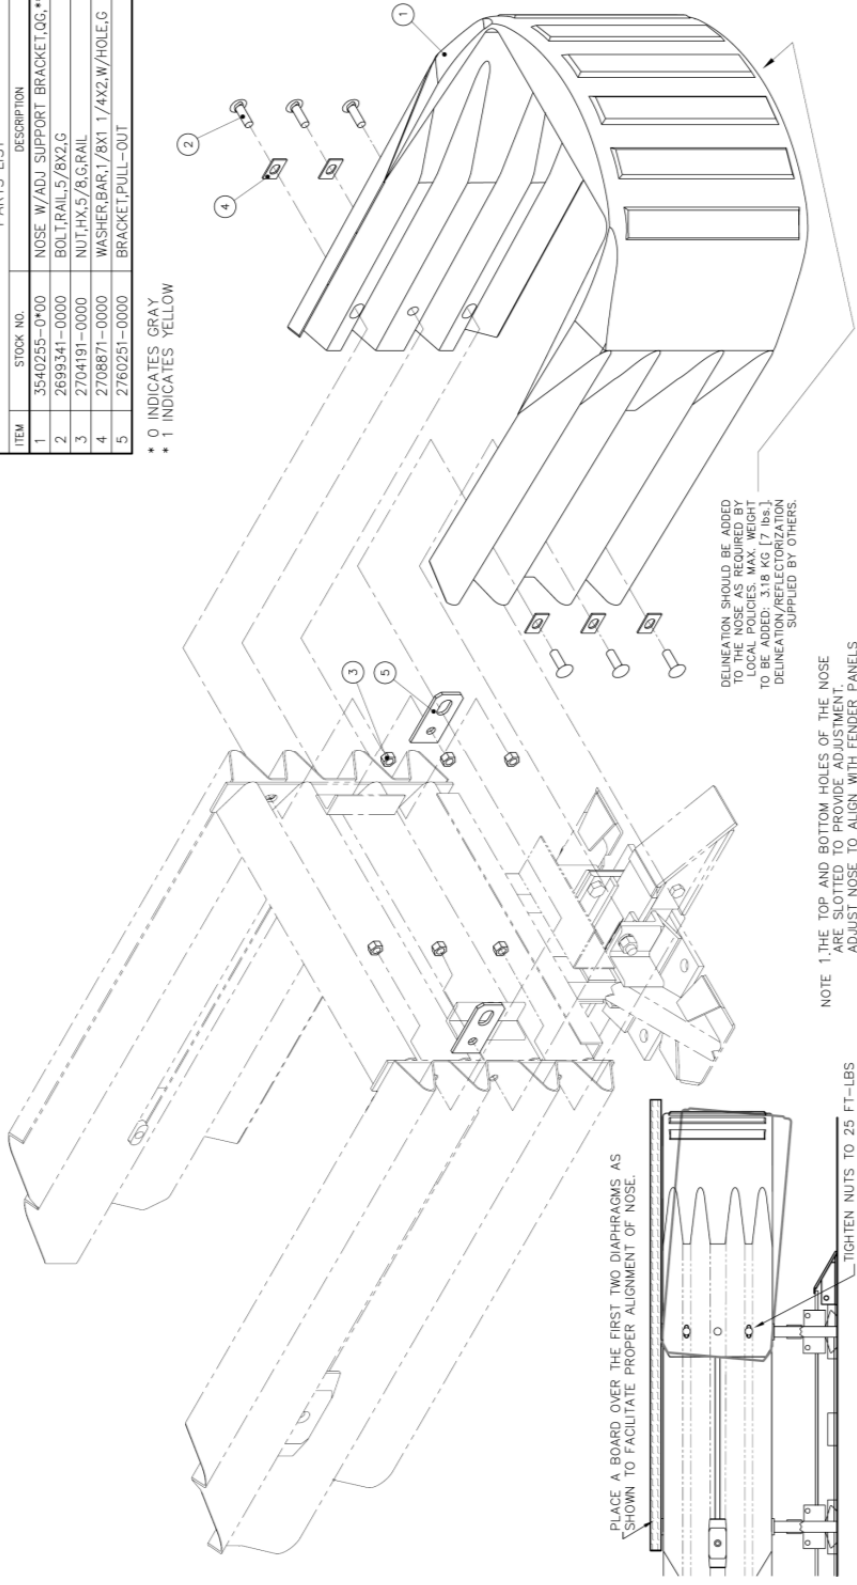 PARTS LIST
ITEM STOCK NO. DESCRIPTION
1 3540255-0*00 NOSE W/ADJ SUPPORT BRACKET,QG,*
2 2699341-0000 BOLT,RAIL,5/8X2,G
3 2704191-0000 NUT,HX,5/8,G,RAIL
4 2708871-0000 WASHER,BAR,1/8X1 1/4X2,W/HOLE,G
5 2760251-0000 BRACKET,PULL-OUT
* 0 INDICATES GRAY
* 1 INDICATES YELLOW
1
2
4
3
5
DELINEATION SHOULD BE ADDED
TO THE NOSE AS REQUIRED BY
LOCAL POLICIES. MAX. WEIGHT
TO BE ADDED: 3.18 KG [7 lbs.].
DELINEATION/REFLECTORIZATION
SUPPLIED BY OTHERS.
PLACE A BOARD OVER THE FIRST TWO DIAPHRAGMS AS
SHOWN TO FACILITATE PROPER ALIGNMENT OF NOSE.
TIGHTEN NUTS TO 25 FT-LBS
NOTE 1.THE TOP AND BOTTOM HOLES OF THE NOSE
ARE SLOTTED TO PROVIDE ADJUSTMENT.
ADJUST NOSE TO ALIGN WITH FENDER PANELS